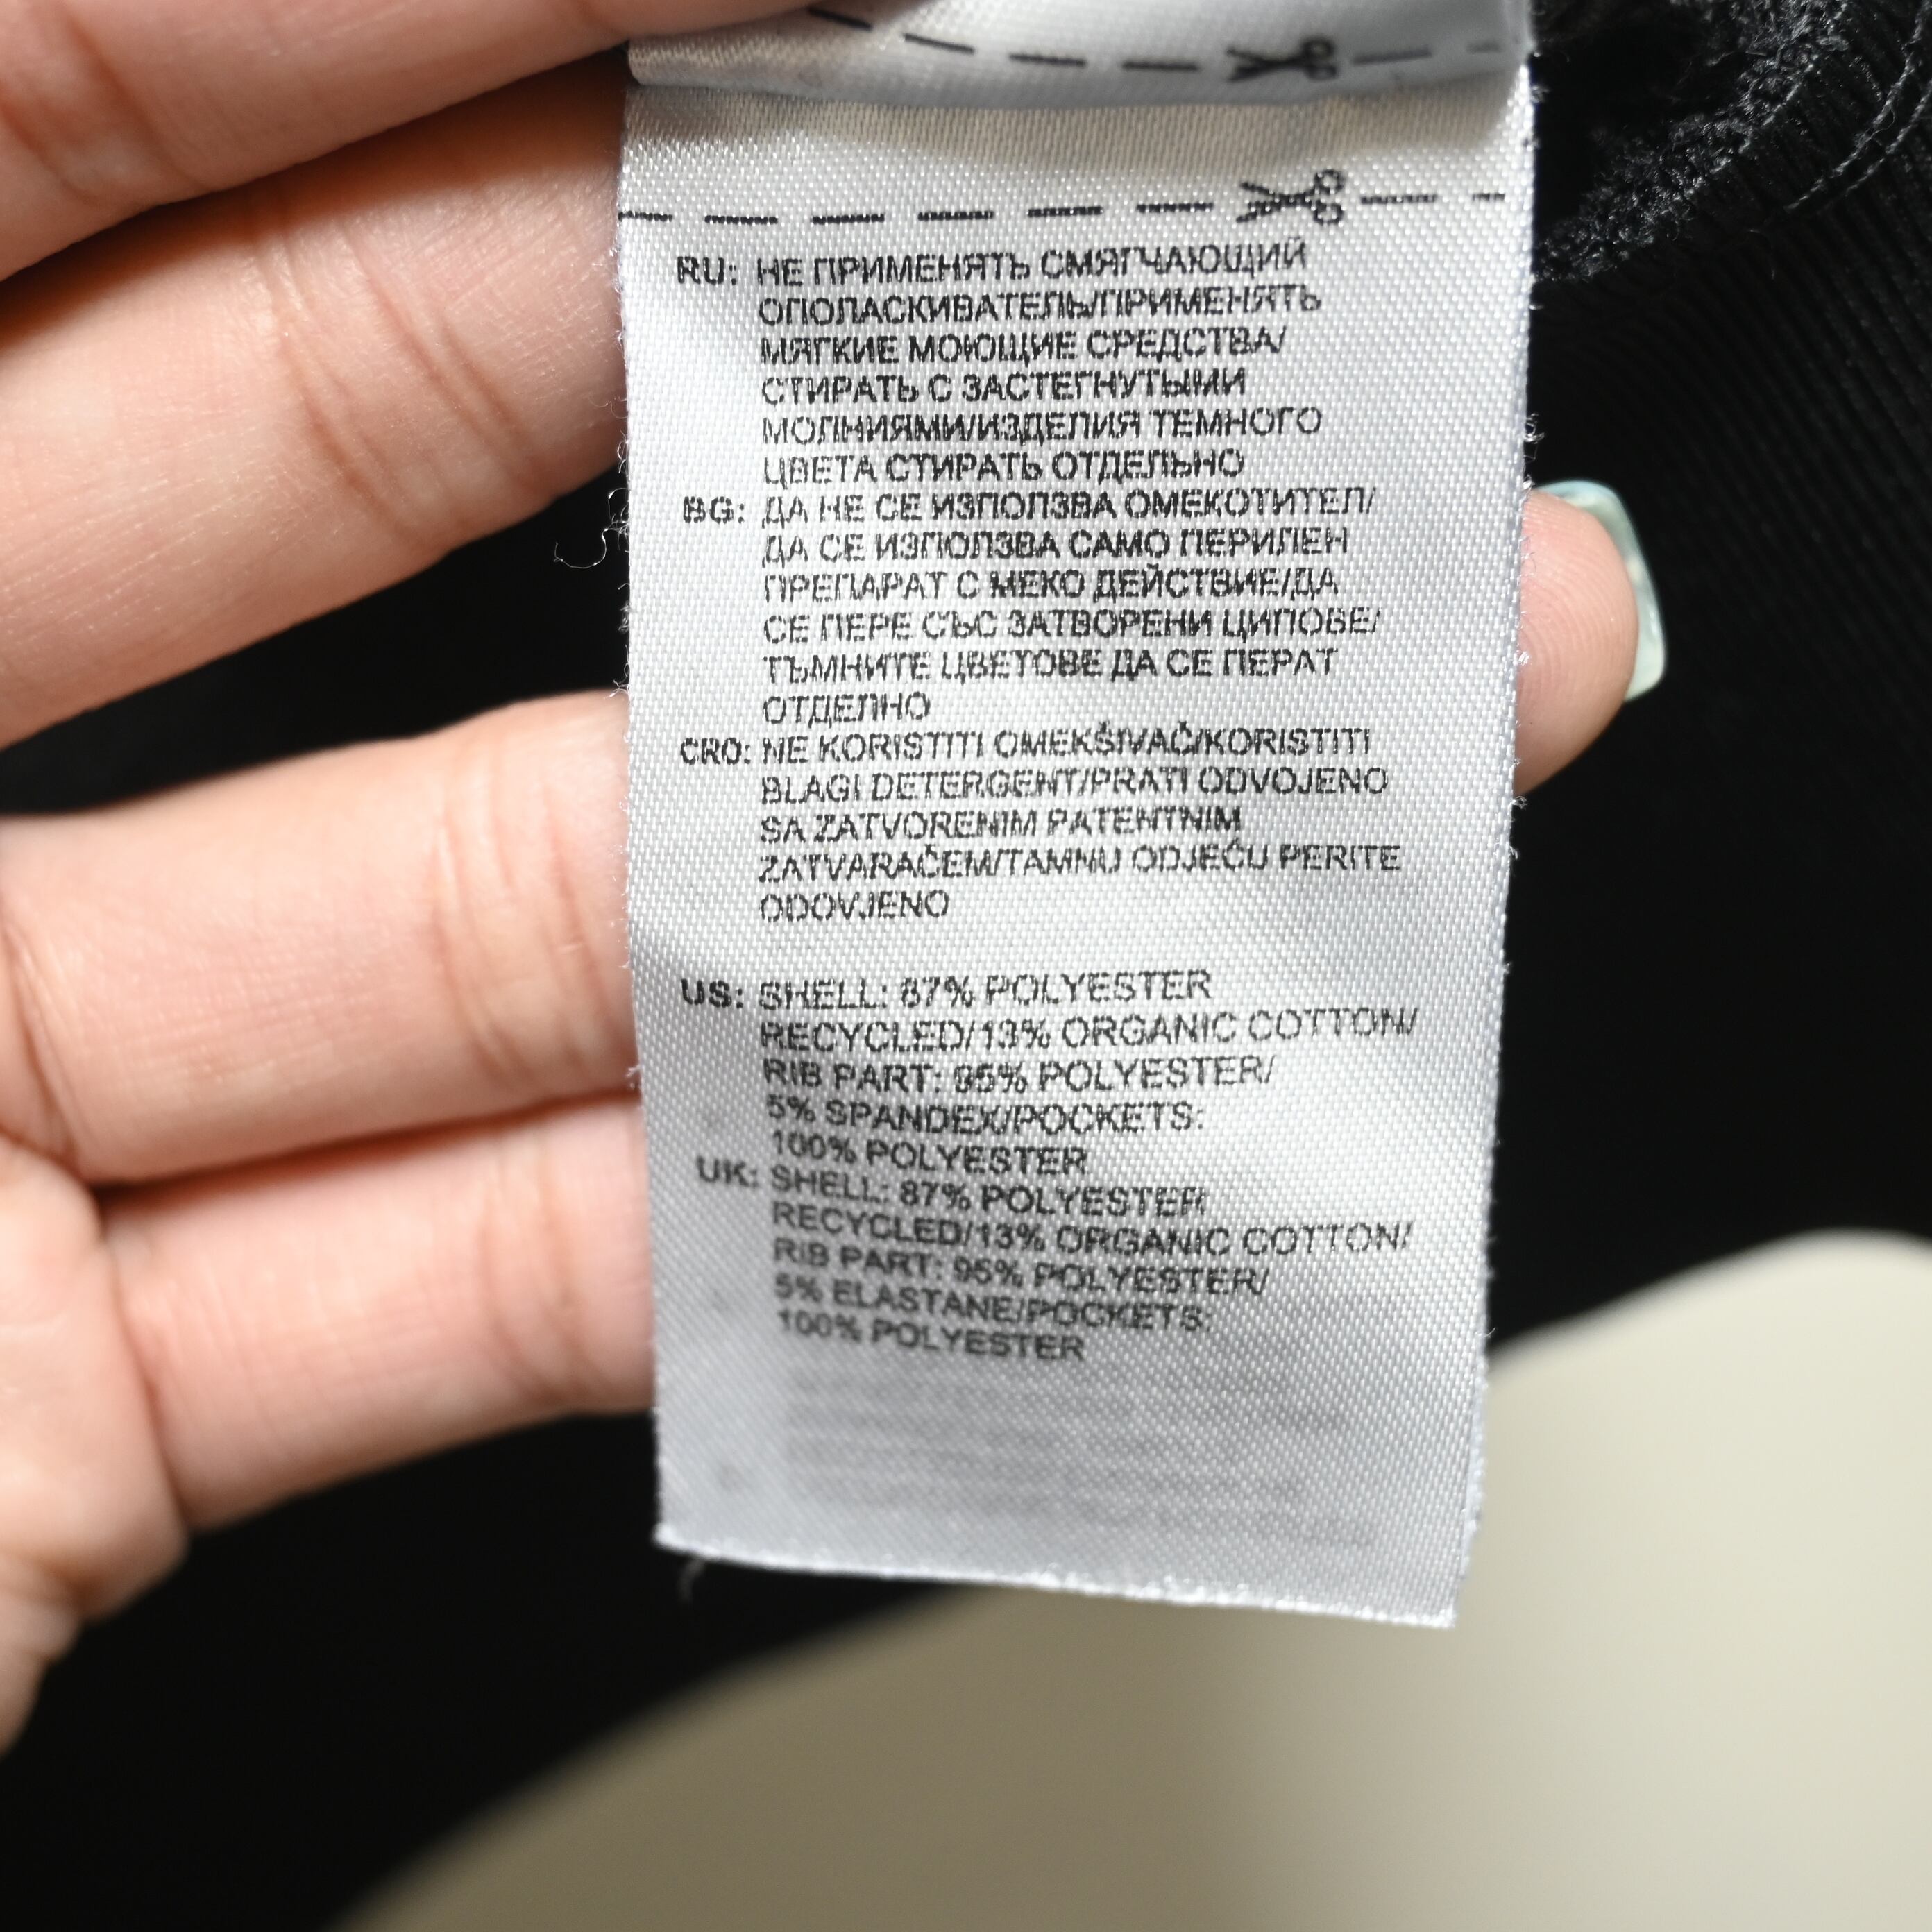 RU: НЕ ПРИМЕНЯТЬ СМЯГЧАЮЩИЙ
ОПОЛАСКИВАТЕЛЬ/ПРИМЕНЯТЬ
МЯГКИЕ МОЮЩИЕ СРЕДСТВА/
СТИРАТЬ С ЗАСТЕГНУТЫМИ
МОЛНИЯМИ/ИЗДЕЛИЯ ТЕМНОГО
ЦВЕТА СТИРАТЬ ОТДЕЛЬНО
BG: ДА НЕ СЕ ИЗПОЛЗВА ОМЕКОТИТЕЛ/
ДА СЕ ИЗПОЛЗВА САМО ПЕРИЛЕН
ПРЕПАРАТ С МЕКО ДЕЙСТВИЕ/ДА
СЕ ПЕРЕ СЪС ЗАТВОРЕНИ ЦИПОВЕ/
ТЪМНИТЕ ЦВЕТОВЕ ДА СЕ ПЕРАТ
ОТДЕЛНО
CRO: NE KORISTITI OMEKŠIVAČ/KORISTITI
BLAGI DETERGENT/PRATI ODVOJENO
SA ZATVORENIM PATENTNIM
ZATVARAČEM/TAMNU ODJEĆU PERITE
ODOVJENO
US: SHELL: 87% POLYESTER
RECYCLED/13% ORGANIC COTTON/
RIB PART: 95% POLYESTER/
5% SPANDEX/POCKETS:
100% POLYESTER
UK: SHELL: 87% POLYESTER
RECYCLED/13% ORGANIC COTTON/
RIB PART: 95% POLYESTER/
5% ELASTANE/POCKETS:
100% POLYESTER